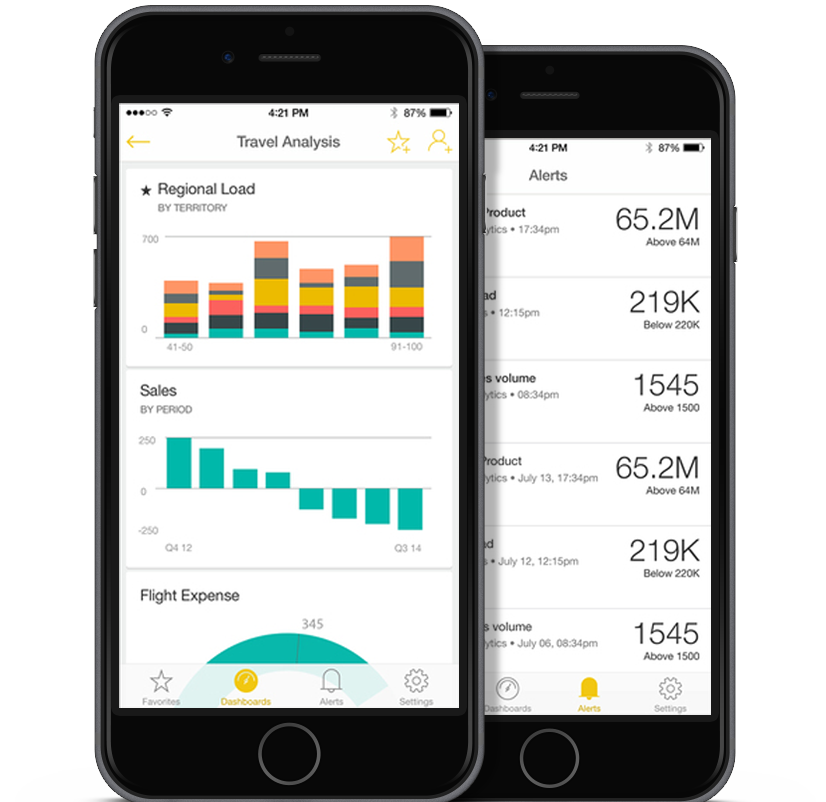 4:21 PM
87%
Travel Analysis
Regional Load
BY TERRITORY
700
0
41-50
91-100
Sales
BY PERIOD
250
0
-250
Q4 12
Q3 14
Flight Expense
345
Favorites
Dashboards
Alerts
Settings
4:21 PM
87%
Alerts
Product
65.2M
ytics • 17:34pm
Above 64M
ad
219K
s • 12:15pm
Below 220K
s volume
1545
ytics • 08:34pm
Above 1500
Product
65.2M
ytics • July 13, 17:34pm
Above 64M
ad
219K
s • July 12, 12:15pm
Below 220K
s volume
1545
ytics • July 06, 08:34pm
Above 1500
Dashboards
Alerts
Settings